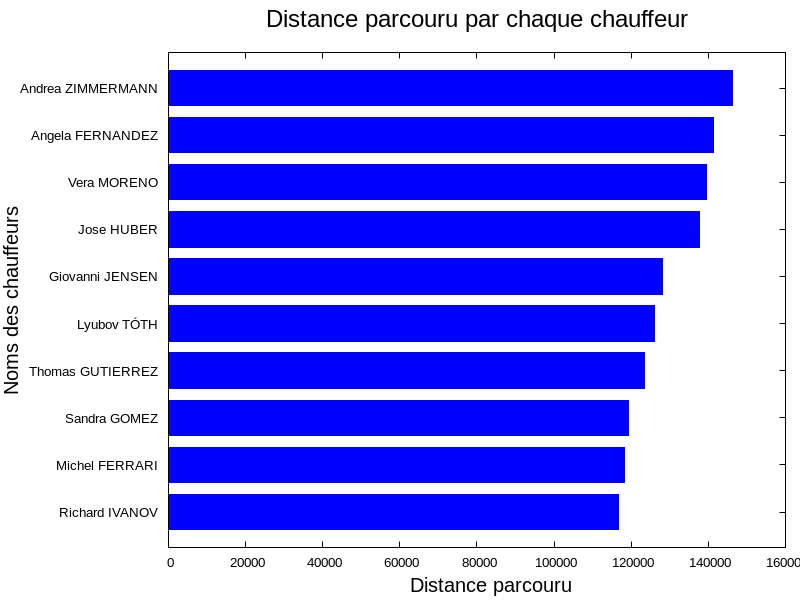 Distance parcouru par chaque chauffeur
Noms des chauffeurs
Andrea ZIMMERMANN
Angela FERNANDEZ
Vera MORENO
Jose HUBER
Giovanni JENSEN
Lyubov TÓTH
Thomas GUTIERREZ
Sandra GOMEZ
Michel FERRARI
Richard IVANOV
0 20000 40000 60000 80000 100000 120000 140000 16000
Distance parcouru